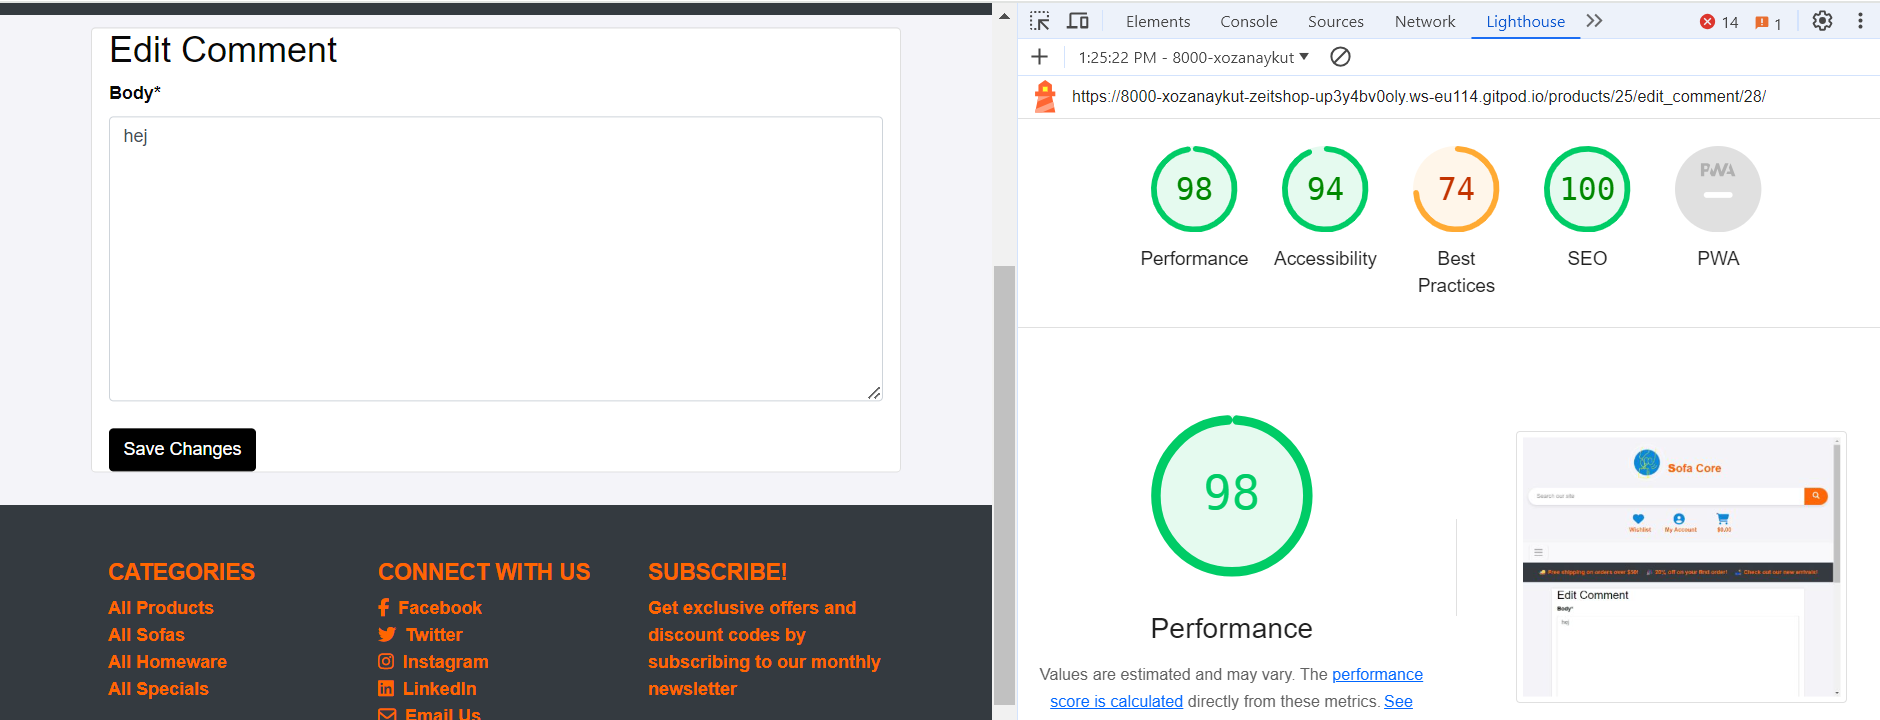 Edit Comment
Body*
hej
Save Changes
CATEGORIES
All Products
All Sofas
All Homeware
All Specials
CONNECT WITH US
Facebook
Twitter
Instagram
LinkedIn
Email Us
SUBSCRIBE!
Get exclusive offers and
discount codes by
subscribing to our monthly
newsletter
Elements Console Sources Network Lighthouse 14 1
1:25:22 PM - 8000-xozanaykut
https://8000-xozanaykut-zeitshop-up3y4bv0oly.ws-eu114.gitpod.io/products/25/edit_comment/28/
98 94 74 100 PWA
Performance Accessibility Best Practices SEO PWA
98
Performance
Values are estimated and may vary. The performance
score is calculated directly from these metrics. See
Sofa Core
Search our site
Wishlist My Account $0.00
Free shipping on orders over $30! 20% off on your first order! Check out our new arrivals!
Edit Comment
Body*
hej